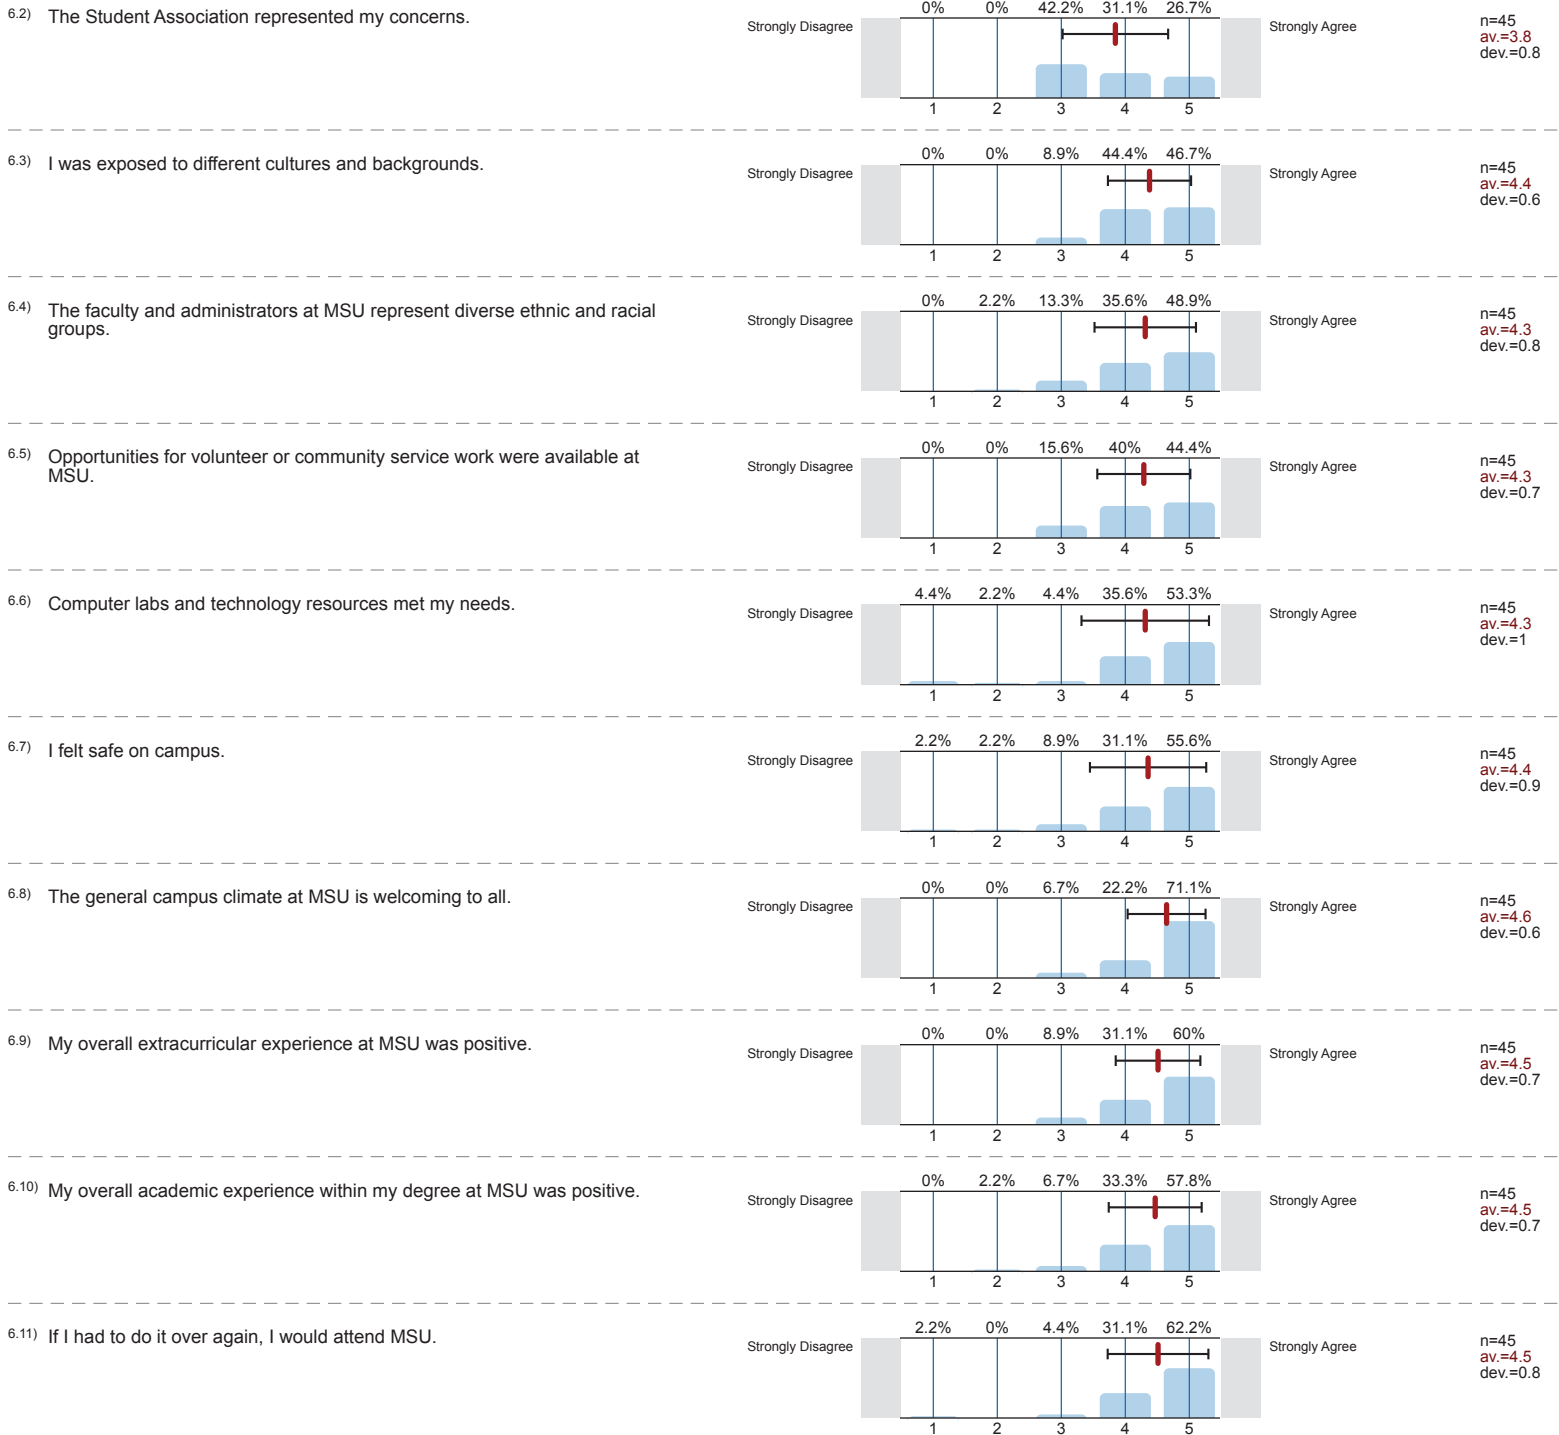 6.2) The Student Association represented my concerns.
0% 0% 42.2% 31.1% 26.7%
Strongly Disagree
Strongly Agree
n=45
av.=3.8
dev.=0.8
1 2 3 4 5
6.3) I was exposed to different cultures and backgrounds.
0% 0% 8.9% 44.4% 46.7%
Strongly Disagree
Strongly Agree
n=45
av.=4.4
dev.=0.6
1 2 3 4 5
6.4) The faculty and administrators at MSU represent diverse ethnic and racial
groups.
0% 2.2% 13.3% 35.6% 48.9%
Strongly Disagree
Strongly Agree
n=45
av.=4.3
dev.=0.8
1 2 3 4 5
6.5) Opportunities for volunteer or community service work were available at
MSU.
0% 0% 15.6% 40% 44.4%
Strongly Disagree
Strongly Agree
n=45
av.=4.3
dev.=0.7
1 2 3 4 5
6.6) Computer labs and technology resources met my needs.
4.4% 2.2% 4.4% 35.6% 53.3%
Strongly Disagree
Strongly Agree
n=45
av.=4.3
dev.=1
1 2 3 4 5
6.7) I felt safe on campus.
2.2% 2.2% 8.9% 31.1% 55.6%
Strongly Disagree
Strongly Agree
n=45
av.=4.4
dev.=0.9
1 2 3 4 5
6.8) The general campus climate at MSU is welcoming to all.
0% 0% 6.7% 22.2% 71.1%
Strongly Disagree
Strongly Agree
n=45
av.=4.6
dev.=0.6
1 2 3 4 5
6.9) My overall extracurricular experience at MSU was positive.
0% 0% 8.9% 31.1% 60%
Strongly Disagree
Strongly Agree
n=45
av.=4.5
dev.=0.7
1 2 3 4 5
6.10) My overall academic experience within my degree at MSU was positive.
0% 2.2% 6.7% 33.3% 57.8%
Strongly Disagree
Strongly Agree
n=45
av.=4.5
dev.=0.7
1 2 3 4 5
6.11) If I had to do it over again, I would attend MSU.
2.2% 0% 4.4% 31.1% 62.2%
Strongly Disagree
Strongly Agree
n=45
av.=4.5
dev.=0.8
1 2 3 4 5